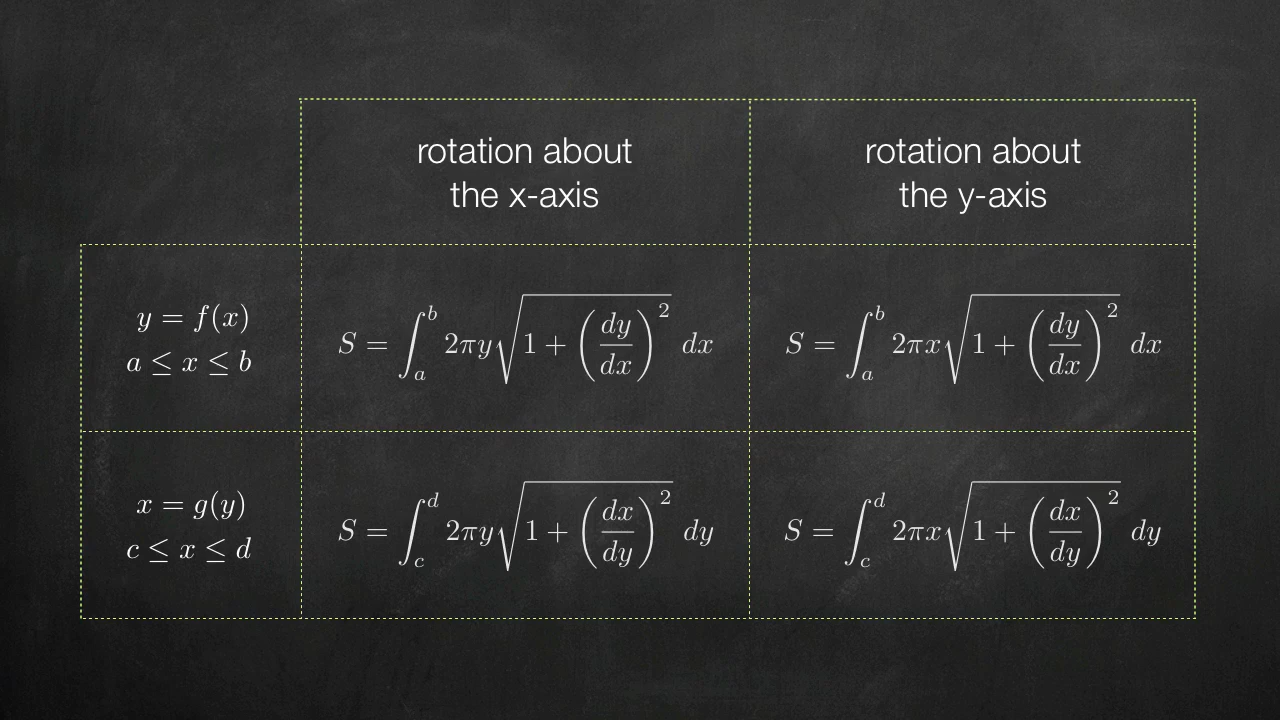 rotation about
the x-axis
rotation about
the y-axis
y = f(x)
a ≤ x ≤ b
S = ∫_a^b 2πy √(1 + (dy/dx)^2) dx
S = ∫_a^b 2πx √(1 + (dy/dx)^2) dx
x = g(y)
c ≤ x ≤ d
S = ∫_c^d 2πy √(1 + (dx/dy)^2) dy
S = ∫_c^d 2πx √(1 + (dx/dy)^2) dy